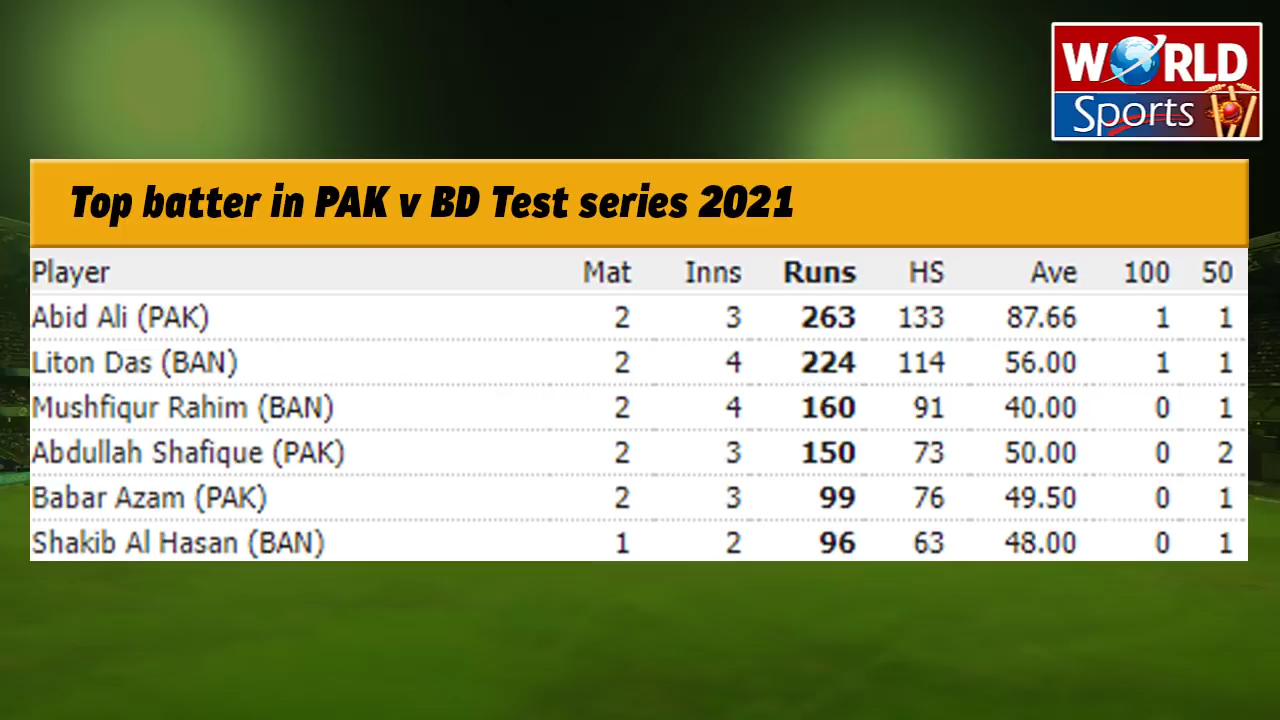 WORLD
Sports
Top batter in PAK v BD Test series 2021
Player Mat Inns Runs HS Ave 100 50
Abid Ali (PAK) 2 3 263 133 87.66 1 1
Liton Das (BAN) 2 4 224 114 56.00 1 1
Mushfiqur Rahim (BAN) 2 4 160 91 40.00 0 1
Abdullah Shafique (PAK) 2 3 150 73 50.00 0 2
Babar Azam (PAK) 2 3 99 76 49.50 0 1
Shakib Al Hasan (BAN) 1 2 96 63 48.00 0 1